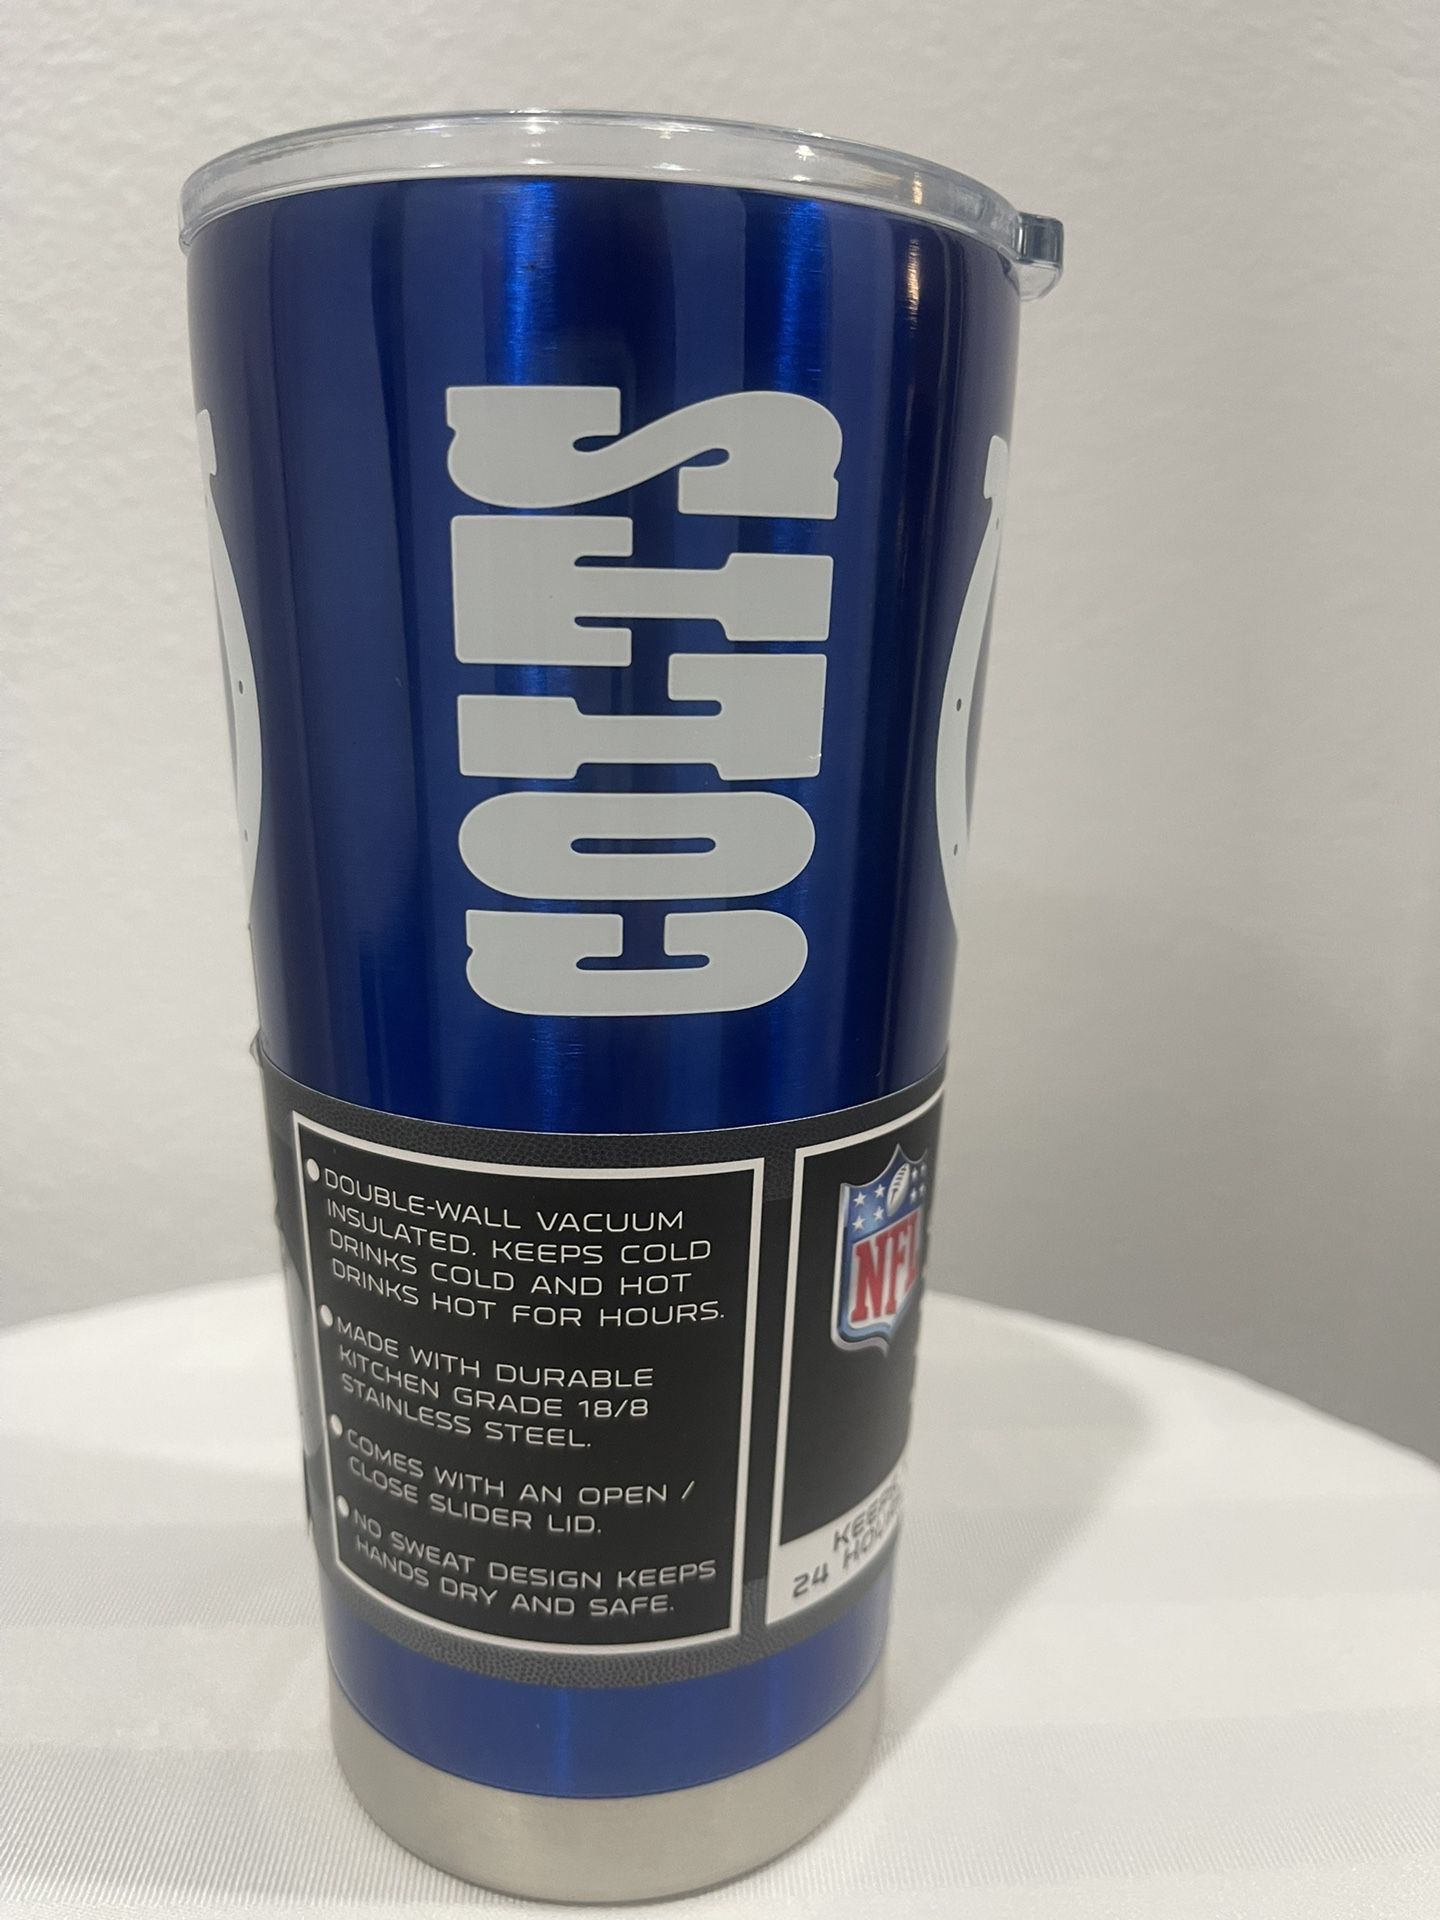 COLTS
DOUBLE-WALL VACUUM
INSULATED. KEEPS COLD
DRINKS COLD AND HOT
DRINKS HOT FOR HOURS.
MADE WITH DURABLE
KITCHEN GRADE 18/8
STAINLESS STEEL.
COMES WITH AN OPEN /
CLOSE SLIDER LID.
NO SWEAT DESIGN KEEPS
HANDS DRY AND SAFE.
NFL
24